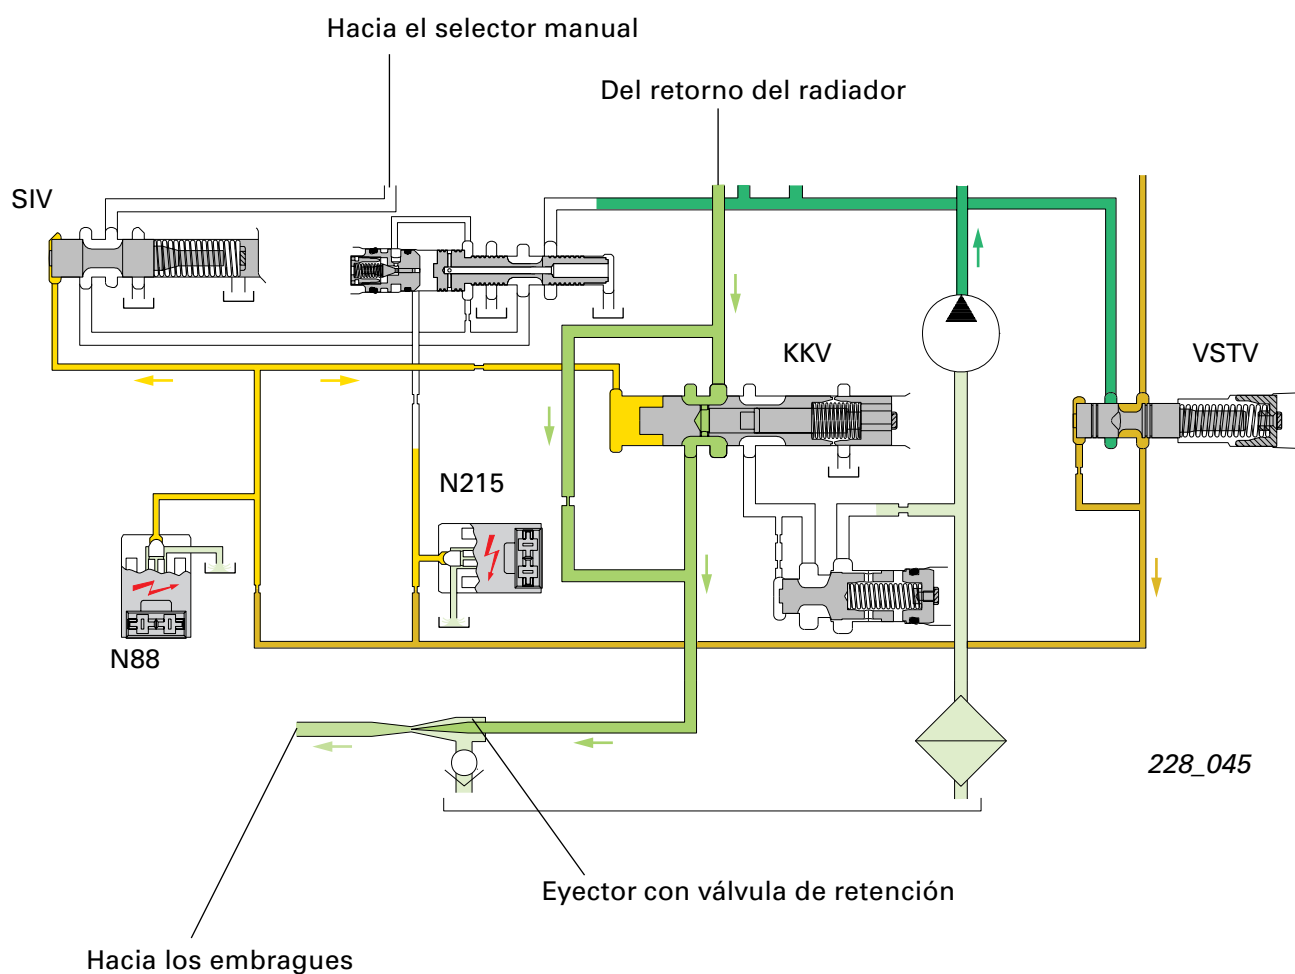 Hacia el selector manual
Del retorno del radiador
SIV
KKV
VSTV
N215
N88
228_045
Eyector con válvula de retención
Hacia los embragues